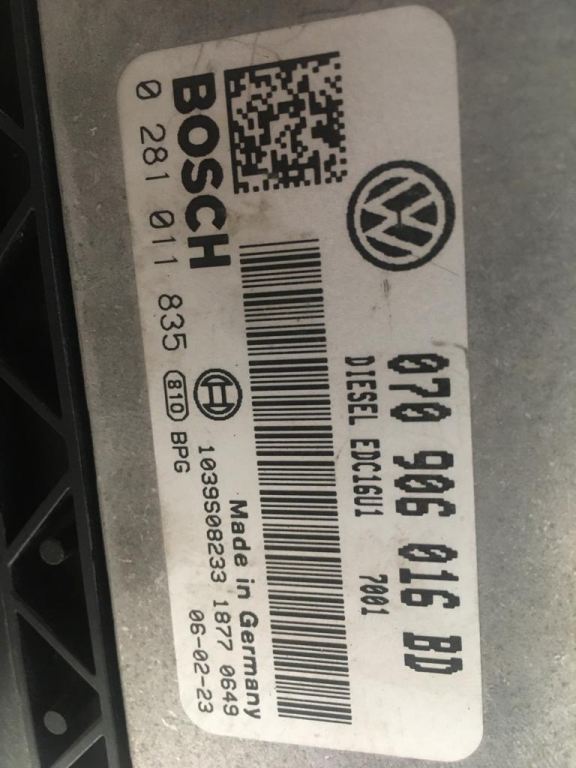 070 906 016 BD
DIESEL EDC16U1 7001
BOSCH
0 281 011 835 810 BPG
Made in Germany
1039S08233 1877 0649
06-02-23